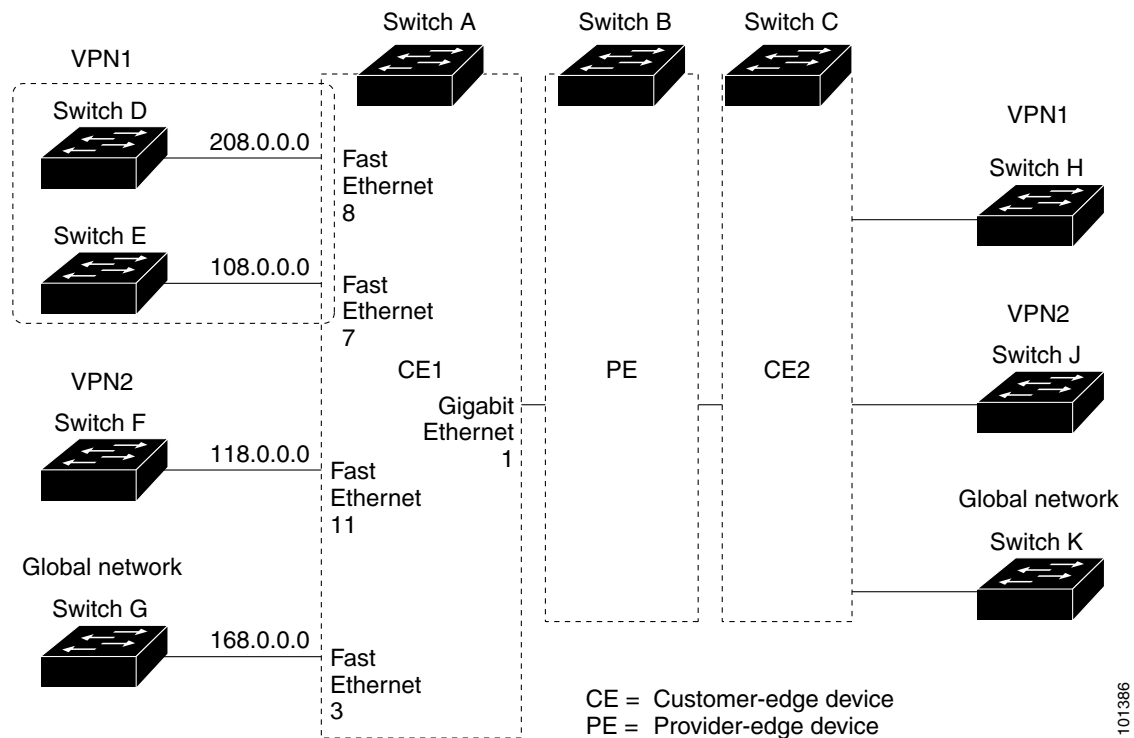 Switch A
Switch B
Switch C
VPN1
Switch D
208.0.0.0
Fast
Ethernet
8
Switch E
108.0.0.0
Fast
Ethernet
7
VPN2
Switch F
118.0.0.0
Fast
Ethernet
11
Global network
Switch G
168.0.0.0
Fast
Ethernet
3
CE1
Gigabit
Ethernet
1
PE
CE2
VPN1
Switch H
VPN2
Switch J
Global network
Switch K
CE = Customer-edge device
PE = Provider-edge device
101386